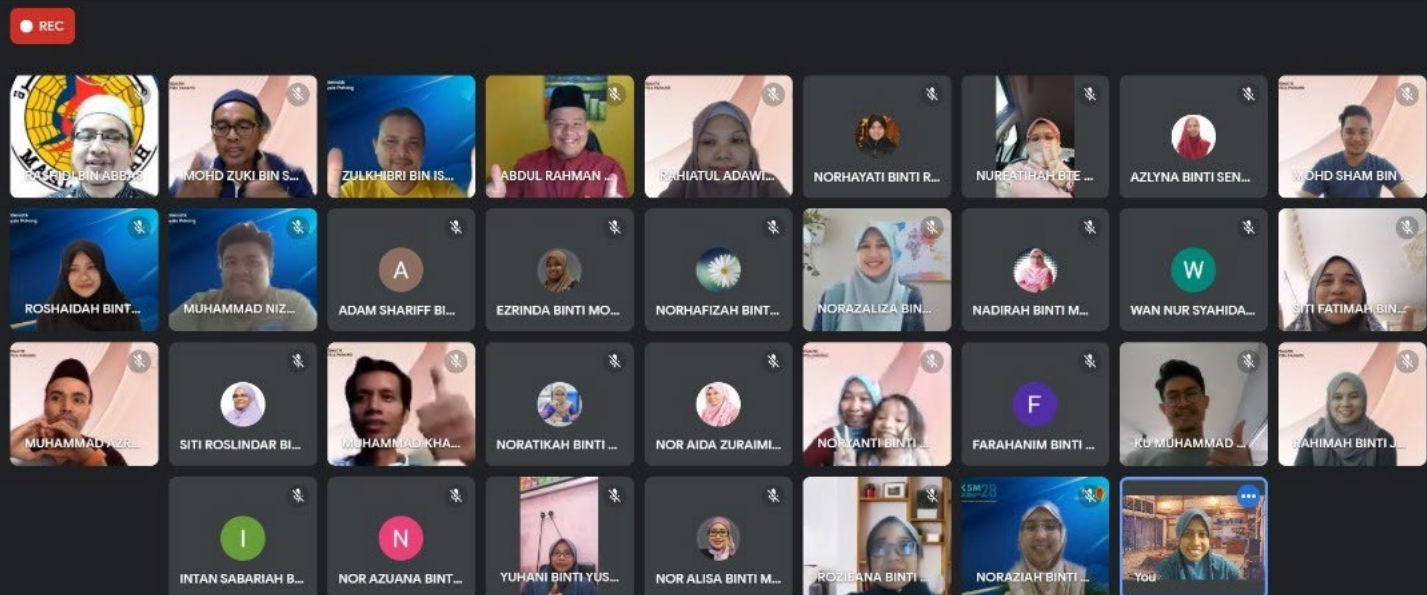 REC
RASHIDI BIN ABBAS
MOHD ZUKI BIN S...
ZULKHIBRI BIN IS...
ABDUL RAHMAN ...
RAHIATUL ADAWI...
NORHAYATI BINTI R...
NURFATIHAH BTE ...
AZLYNA BINTI SEN...
MOHD SHAM BIN ...
ROSHAIDAH BINT...
MUHAMMAD NIZ...
A
ADAM SHARIFF BI...
EZRINDA BINTI MO...
NORHAFIZAH BINT...
NORAZALIZA BIN...
NADIRAH BINTI M...
W
WAN NUR SYAHIDA...
SITI FATIMAH BIN...
MUHAMMAD AZR...
SITI ROSLINDAR BI...
MUHAMMAD KHA...
NORATIKAH BINTI ...
NOR AIDA ZURAIMI...
NORYANTI BINTI ...
F
FARAHANIM BINTI ...
KU MUHAMMAD ...
RAHIMAH BINTI J...
I
INTAN SABARIAH B...
N
NOR AZUANA BINT...
YUHANI BINTI YUS...
NOR ALISA BINTI M...
ROZIEANA BINTI ...
KSM28
NORAZIAH BINTI ...
You